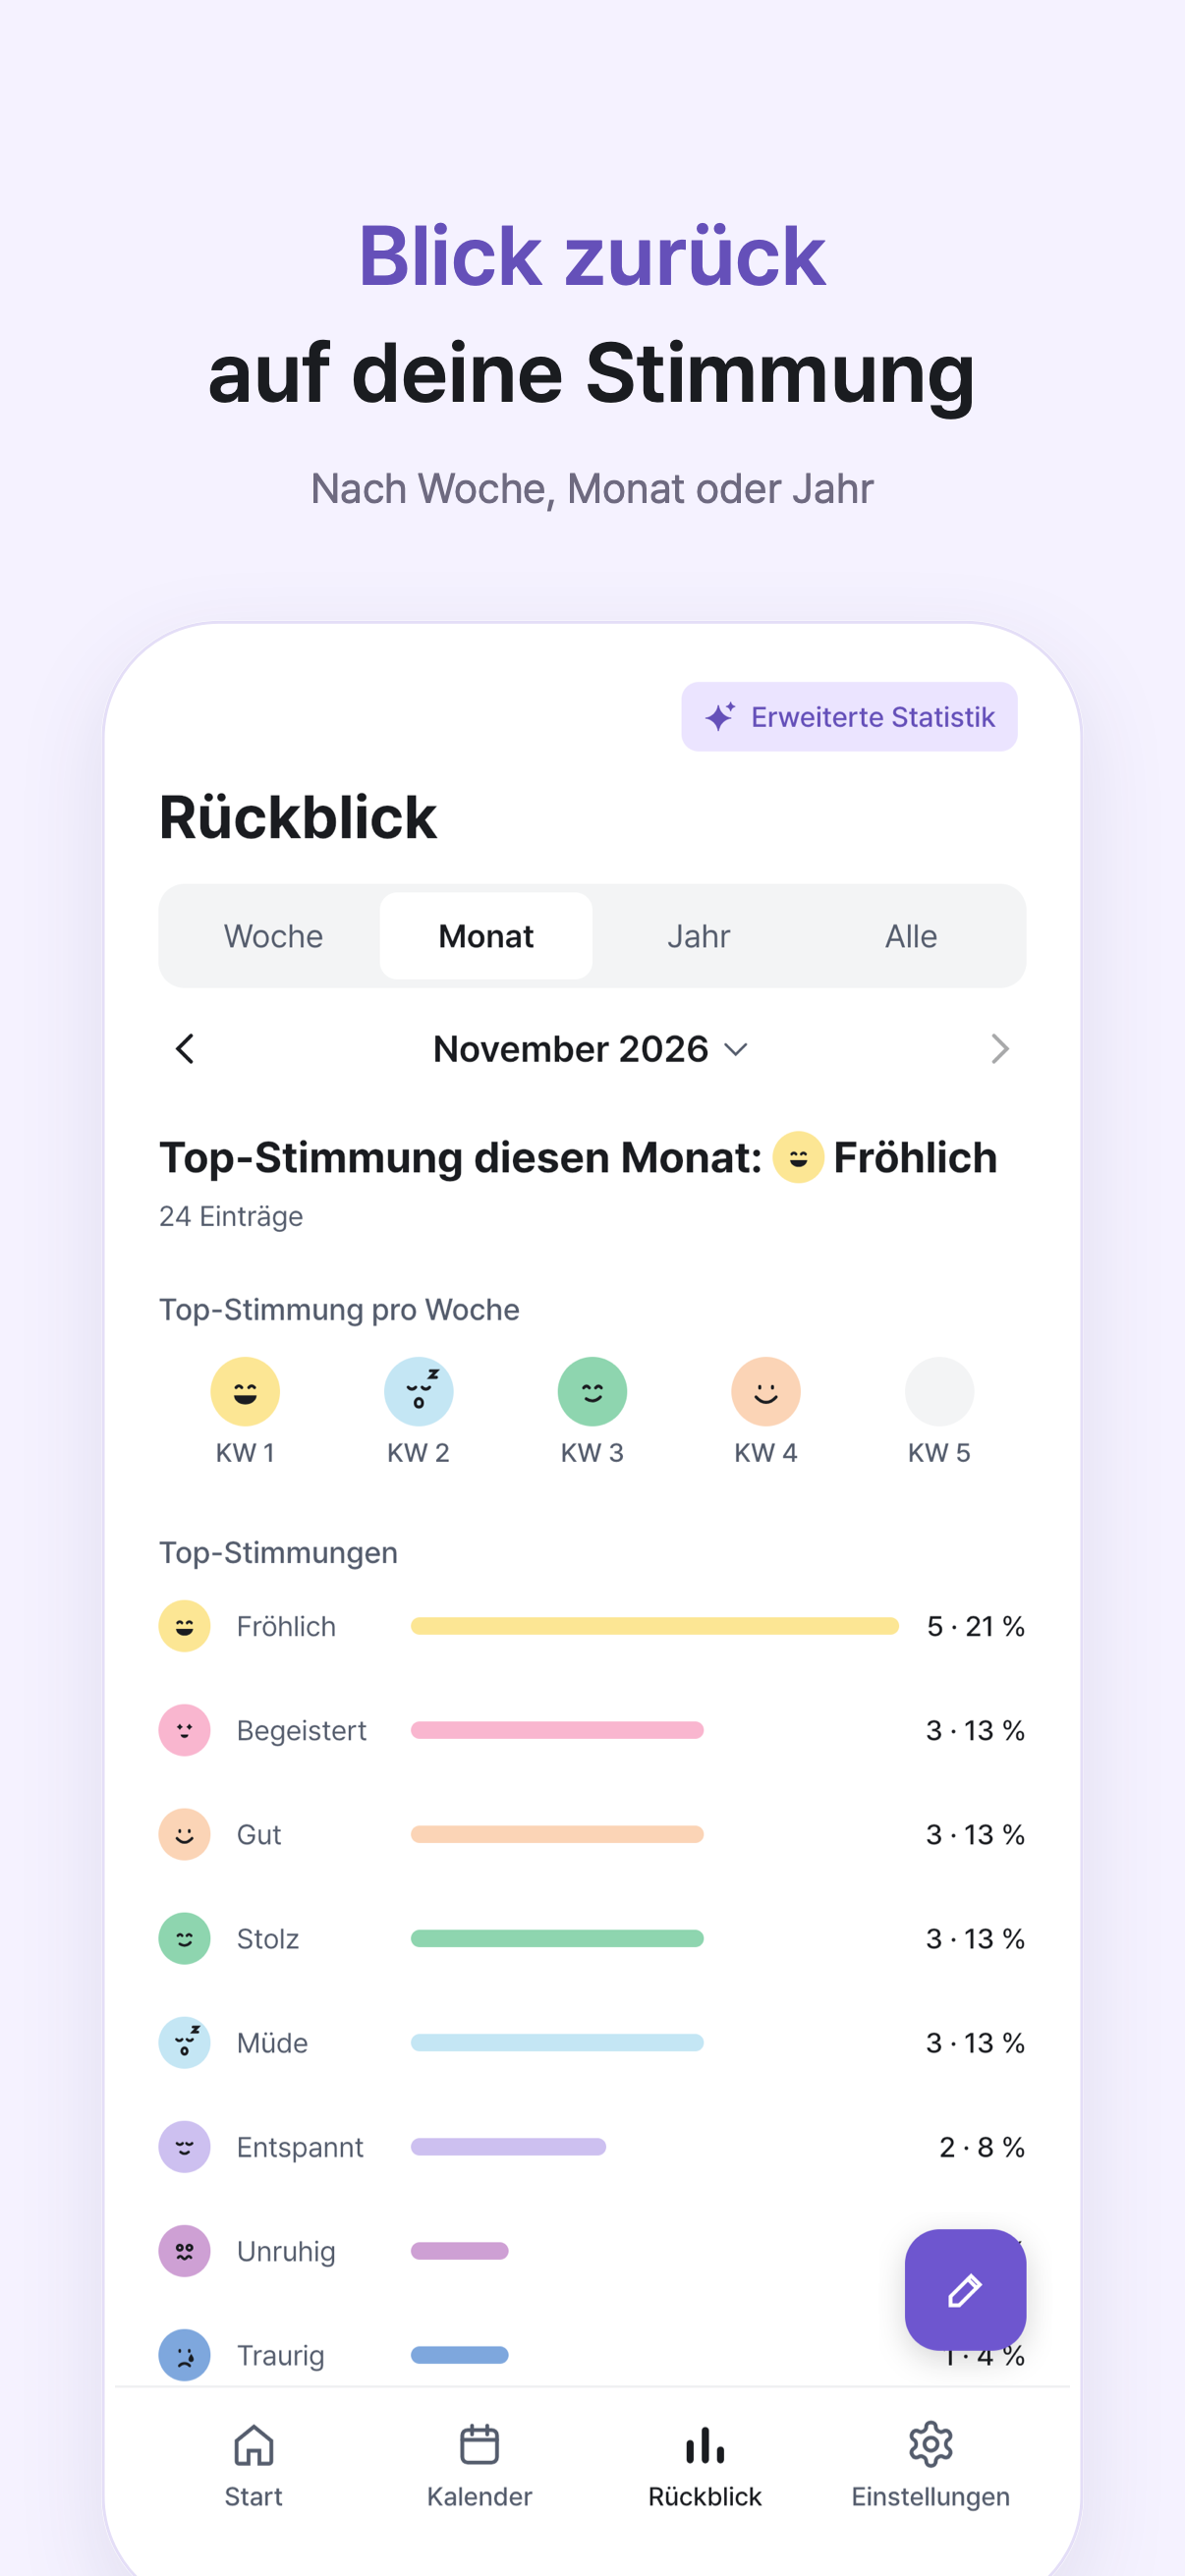 Blick zurück
auf deine Stimmung
Nach Woche, Monat oder Jahr
Erweiterte Statistik
Rückblick
Woche Monat Jahr Alle
November 2026
Top-Stimmung diesen Monat: Fröhlich
24 Einträge
Top-Stimmung pro Woche
KW 1 KW 2 KW 3 KW 4 KW 5
Top-Stimmungen
Fröhlich 5 · 21 %
Begeistert 3 · 13 %
Gut 3 · 13 %
Stolz 3 · 13 %
Müde 3 · 13 %
Entspannt 2 · 8 %
Unruhig
Traurig 1 · 4 %
Start Kalender Rückblick Einstellungen